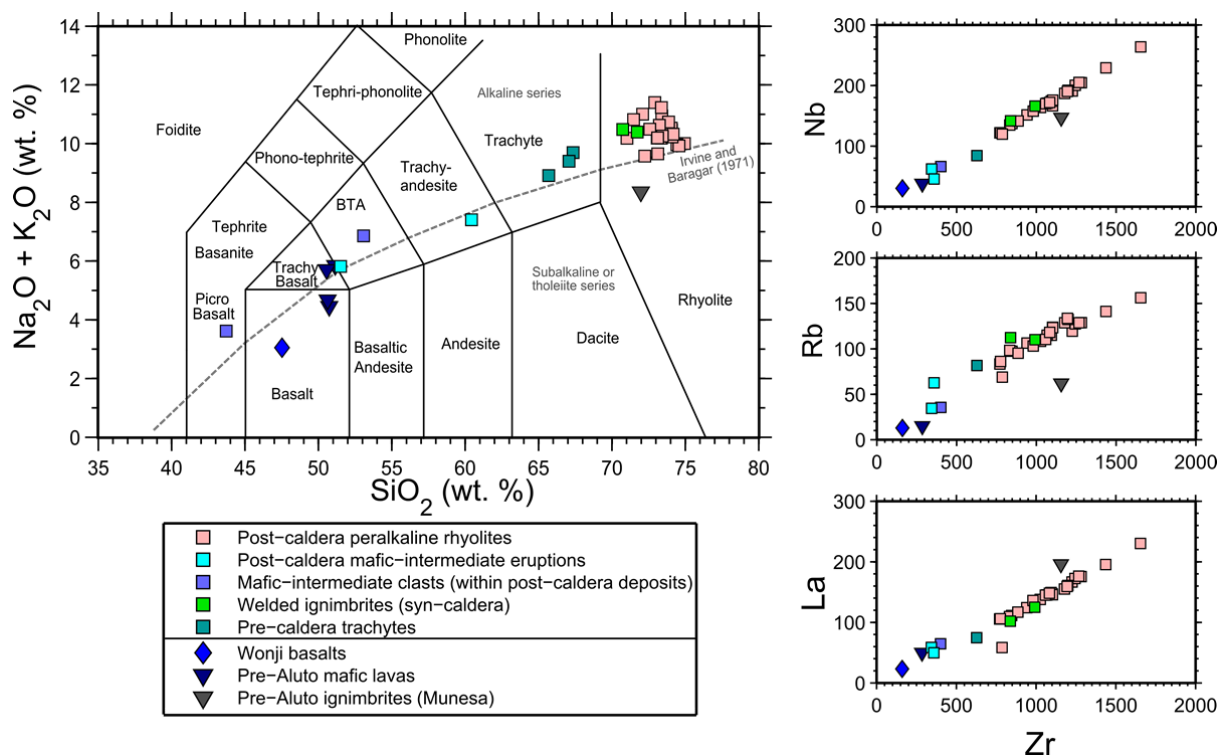 14
12
10
8
6
4
2
0
Na2O + K2O (wt. %)
Phonolite
Tephri−phonolite
Alkaline series
Foidite
Trachyte
Phono−tephrite
Trachy−
andesite
Irvine and
Baragar (1971)
BTA
Tephrite
Basanite
Trachy
Basalt
Picro
Basalt
Subalkaline or
tholeiite series
Rhyolite
Basaltic
Andesite
Andesite
Dacite
Basalt
35 40 45 50 55 60 65 70 75 80
SiO2 (wt. %)
Post−caldera peralkaline rhyolites
Post−caldera mafic−intermediate eruptions
Mafic−intermediate clasts (within post−caldera deposits)
Welded ignimbrites (syn−caldera)
Pre−caldera trachytes
Wonji basalts
Pre−Aluto mafic lavas
Pre−Aluto ignimbrites (Munesa)
300
200
100
0
Nb
0 500 1000 1500 2000
200
150
100
50
0
Rb
0 500 1000 1500 2000
300
200
100
0
La
0 500 1000 1500 2000
Zr